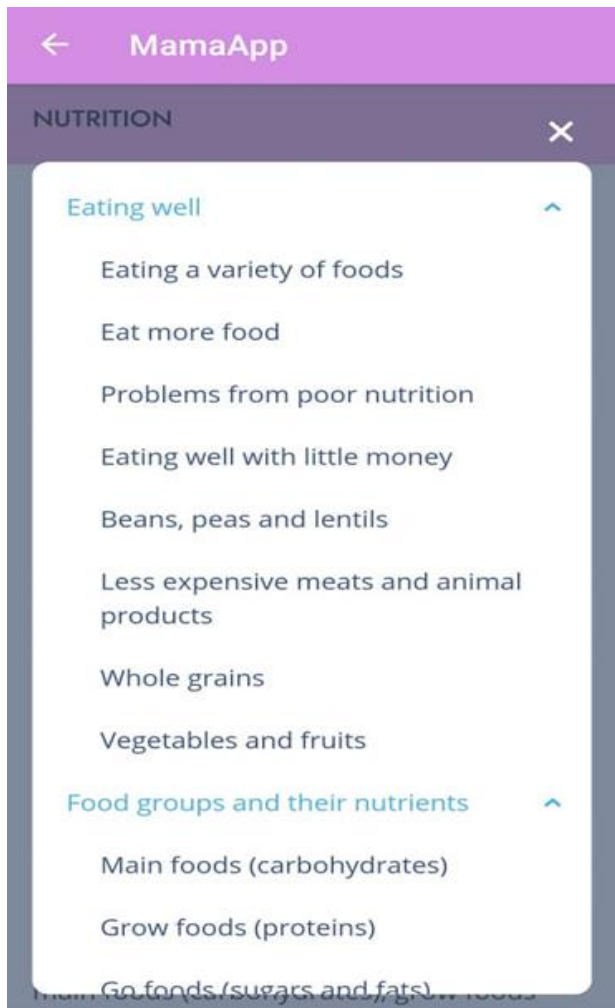 MamaApp
NUTRITION
Eating well
Eating a variety of foods
Eat more food
Problems from poor nutrition
Eating well with little money
Beans, peas and lentils
Less expensive meats and animal
products
Whole grains
Vegetables and fruits
Food groups and their nutrients
Main foods (carbohydrates)
Grow foods (proteins)
Go foods (sugars and fats)